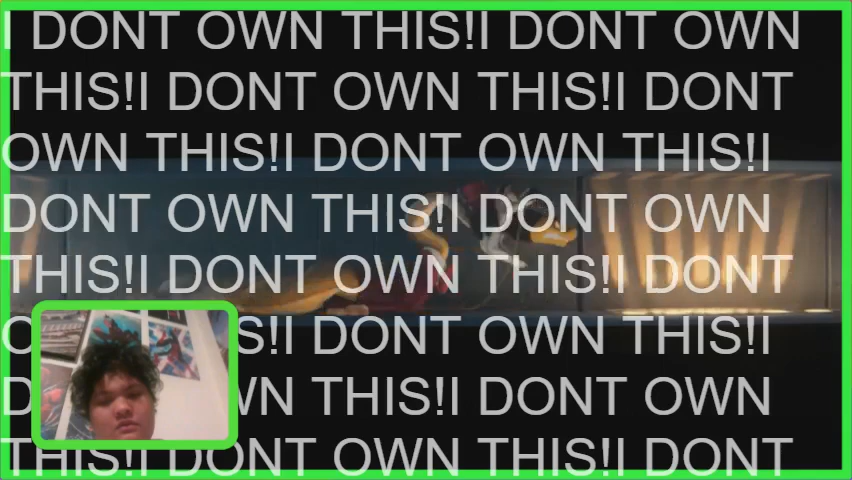 I DONT OWN THIS!I DONT OWN
THIS!I DONT OWN THIS!I DONT
OWN THIS!I DONT OWN THIS!I
DONT OWN THIS!I DONT OWN
THIS!I DONT OWN THIS!I DONT
O S!I DONT OWN THIS!I
D WN THIS!I DONT OWN
THIS!I DONT OWN THIS!I DONT